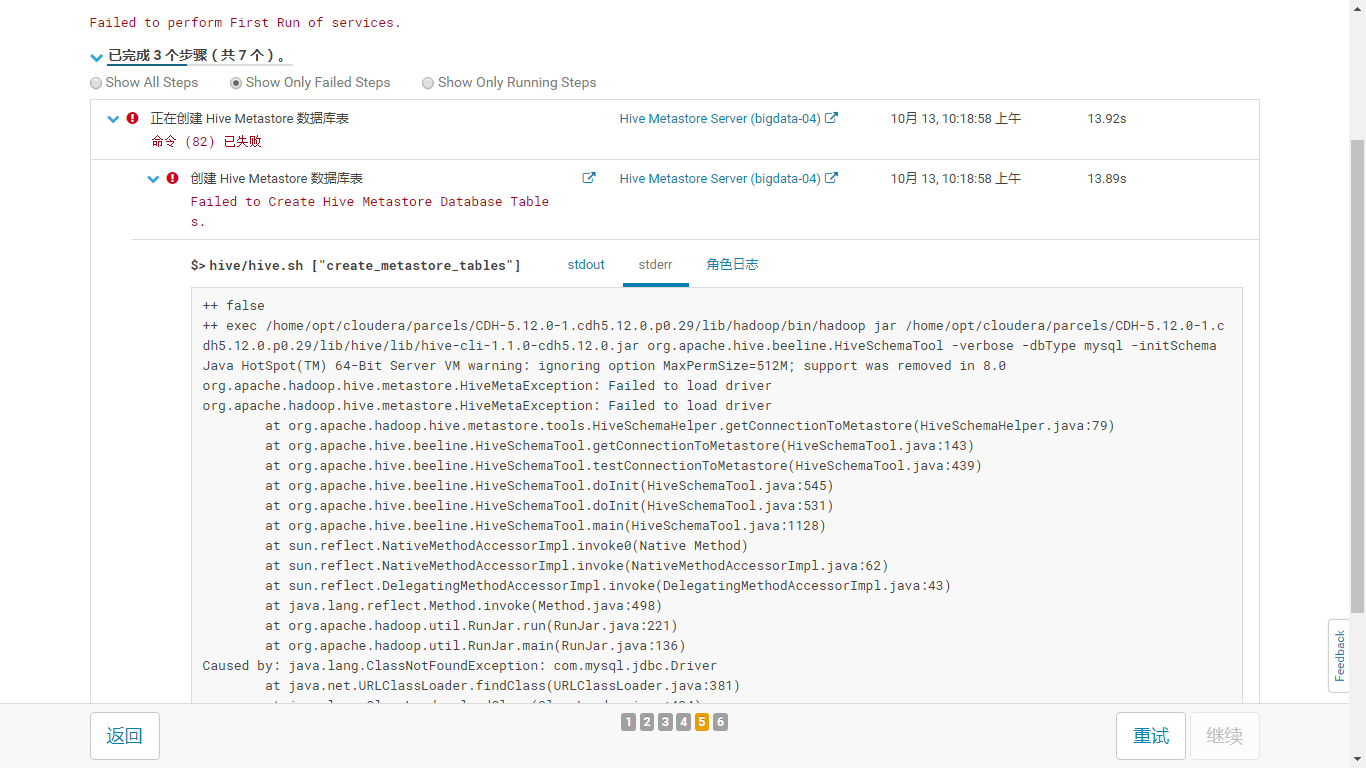 Failed to perform First Run of services.
已完成 3 个步骤 ( 共 7 个 ) 。
Show All Steps Show Only Failed Steps Show Only Running Steps
正在创建 Hive Metastore 数据库表 Hive Metastore Server (bigdata-04) 10月 13, 10:18:58 上午 13.92s
命令 (82) 已失败
创建 Hive Metastore 数据库表 Hive Metastore Server (bigdata-04) 10月 13, 10:18:58 上午 13.89s
Failed to Create Hive Metastore Database Table
s.
$> hive/hive.sh ["create_metastore_tables"] stdout stderr 角色日志
++ false
++ exec /home/opt/cloudera/parcels/CDH-5.12.0-1.cdh5.12.0.p0.29/lib/hadoop/bin/hadoop jar /home/opt/cloudera/parcels/CDH-5.12.0-1.c
dh5.12.0.p0.29/lib/hive/lib/hive-cli-1.1.0-cdh5.12.0.jar org.apache.hive.beeline.HiveSchemaTool -verbose -dbType mysql -initSchema
Java HotSpot(TM) 64-Bit Server VM warning: ignoring option MaxPermSize=512M; support was removed in 8.0
org.apache.hadoop.hive.metastore.HiveMetaException: Failed to load driver
org.apache.hadoop.hive.metastore.HiveMetaException: Failed to load driver
at org.apache.hadoop.hive.metastore.tools.HiveSchemaHelper.getConnectionToMetastore(HiveSchemaHelper.java:79)
at org.apache.hive.beeline.HiveSchemaTool.getConnectionToMetastore(HiveSchemaTool.java:143)
at org.apache.hive.beeline.HiveSchemaTool.testConnectionToMetastore(HiveSchemaTool.java:439)
at org.apache.hive.beeline.HiveSchemaTool.doInit(HiveSchemaTool.java:545)
at org.apache.hive.beeline.HiveSchemaTool.doInit(HiveSchemaTool.java:531)
at org.apache.hive.beeline.HiveSchemaTool.main(HiveSchemaTool.java:1128)
at sun.reflect.NativeMethodAccessorImpl.invoke0(Native Method)
at sun.reflect.NativeMethodAccessorImpl.invoke(NativeMethodAccessorImpl.java:62)
at sun.reflect.DelegatingMethodAccessorImpl.invoke(DelegatingMethodAccessorImpl.java:43)
at java.lang.reflect.Method.invoke(Method.java:498)
at org.apache.hadoop.util.RunJar.run(RunJar.java:221)
at org.apache.hadoop.util.RunJar.main(RunJar.java:136)
Caused by: java.lang.ClassNotFoundException: com.mysql.jdbc.Driver
at java.net.URLClassLoader.findClass(URLClassLoader.java:381)
Feedback
返回 1 2 3 4 5 6 重试 继续